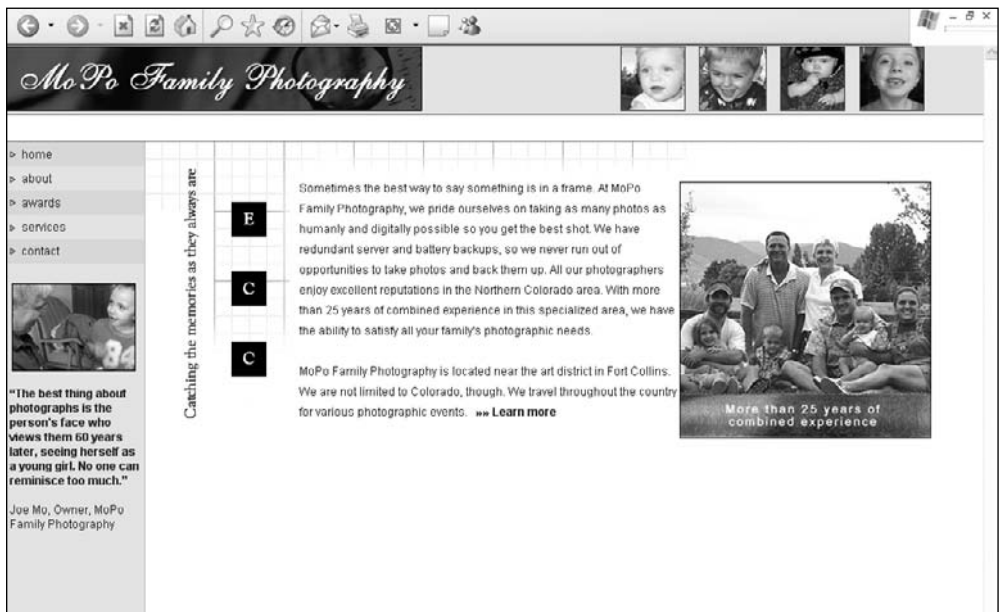 MoPo Family Photography
▹ home
▹ about
▹ awards
▹ services
▹ contact
"The best thing about
photographs is the
person's face who
views them 60 years
later, seeing herself as
a young girl. No one can
reminisce too much."
Joe Mo, Owner, MoPo
Family Photography
Catching the memories as they always are
E
C
C
Sometimes the best way to say something is in a frame. At MoPo
Family Photography, we pride ourselves on taking as many photos as
humanly and digitally possible so you get the best shot. We have
redundant server and battery backups, so we never run out of
opportunities to take photos and back them up. All our photographers
enjoy excellent reputations in the Northern Colorado area. With more
than 25 years of combined experience in this specialized area, we have
the ability to satisfy all your family's photographic needs.
MoPo Family Photography is located near the art district in Fort Collins.
We are not limited to Colorado, though. We travel throughout the country
for various photographic events. »» Learn more
More than 25 years of
combined experience